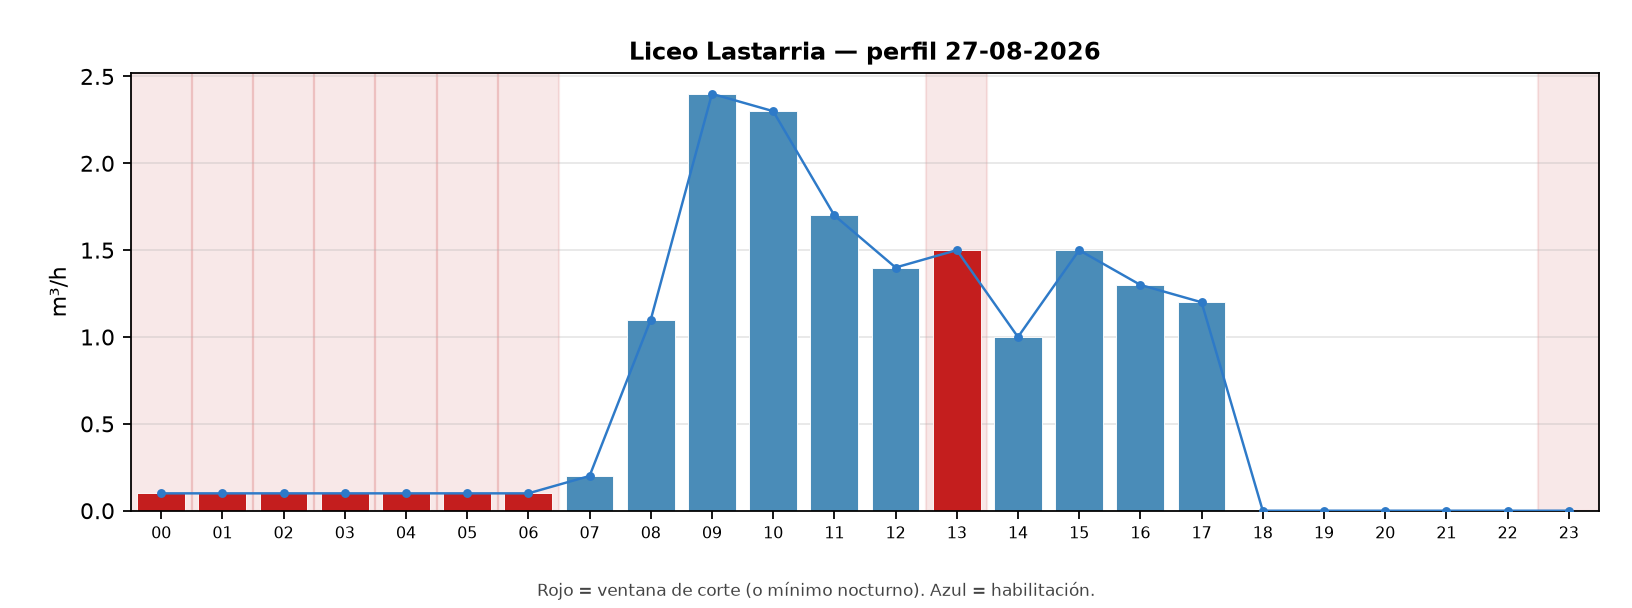 Liceo Lastarria — perfil 27-08-2026
m³/h
2.5
2.0
1.5
1.0
0.5
0.0
00 01 02 03 04 05 06 07 08 09 10 11 12 13 14 15 16 17 18 19 20 21 22 23
Rojo = ventana de corte (o mínimo nocturno). Azul = habilitación.